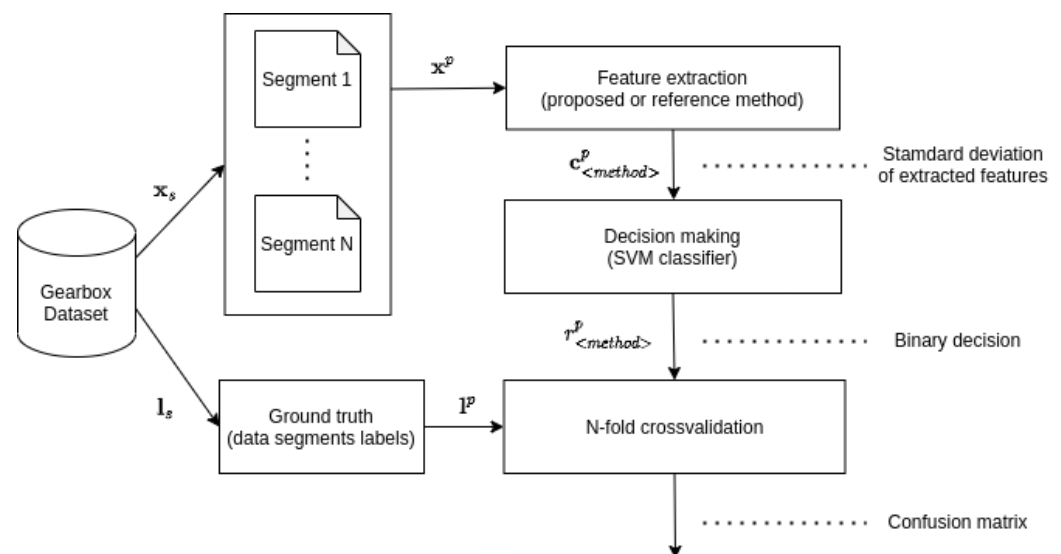 Segment 1
Segment N
x^p
Feature extraction
(proposed or reference method)
c^p_<method>
Stamdard deviation
of extracted features
x_s
Gearbox
Dataset
Decision making
(SVM classifier)
r^p_<method>
Binary decision
l_s
Ground truth
(data segments labels)
l^p
N-fold crossvalidation
Confusion matrix